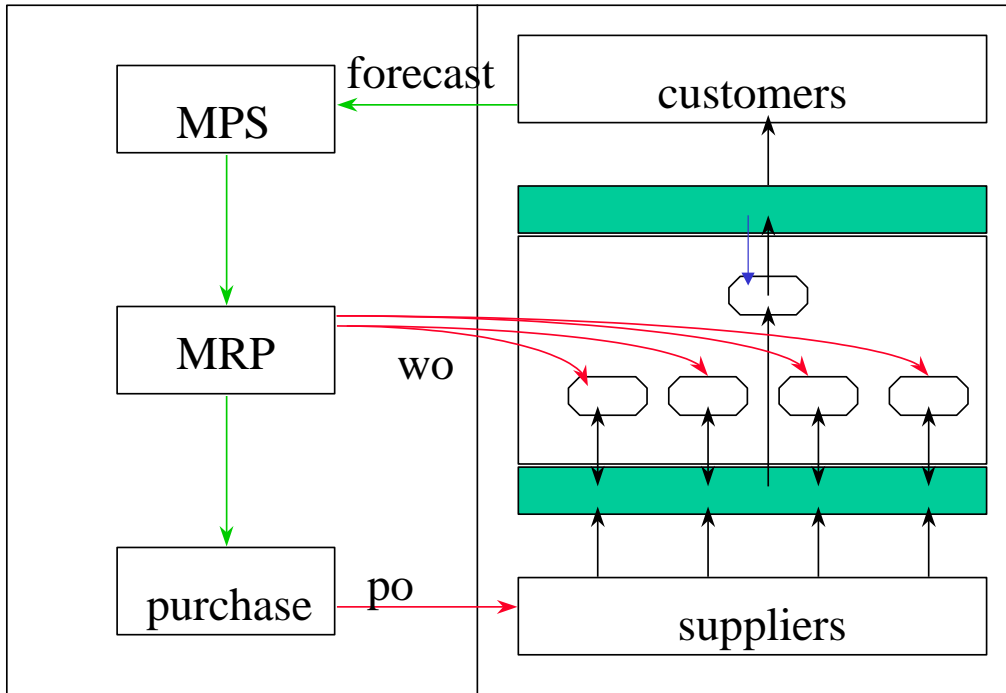 forecast
customers
MPS
MRP
wo
po
purchase
suppliers